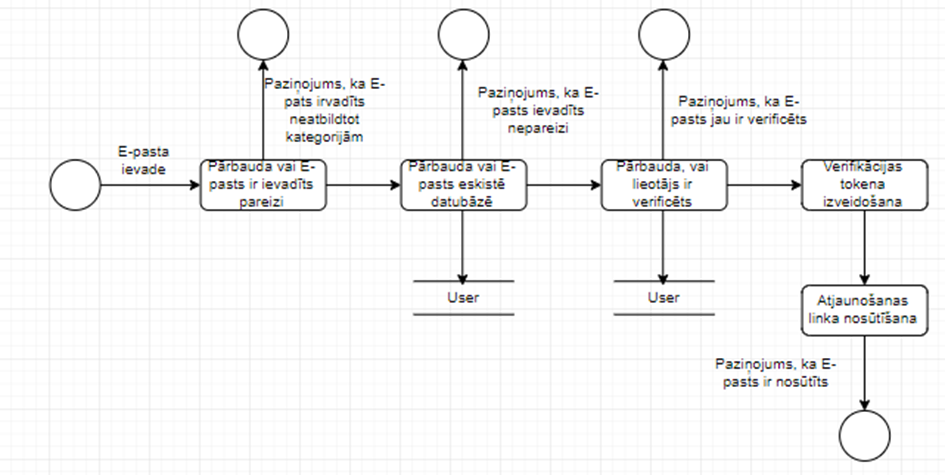 Paziņojums, ka E-
pats irvadīts
neatbildtot
kategorijām
Paziņojums, ka E-
pasts ievadīts
nepareizi
Paziņojums, ka E-
pasts jau ir verificēts
E-pasta
ievade
Pārbauda vai E-
pasts ir ievadīts
pareizi
Pārbauda vai E-
pasts eskistē
datubāzē
Pārbauda, vai
lieotājs ir
verificēts
Verifikācijas
tokena
izveidošana
User
User
Atjaunošanas
linka nosūtīšana
Paziņojums, ka E-
pasts ir nosūtīts